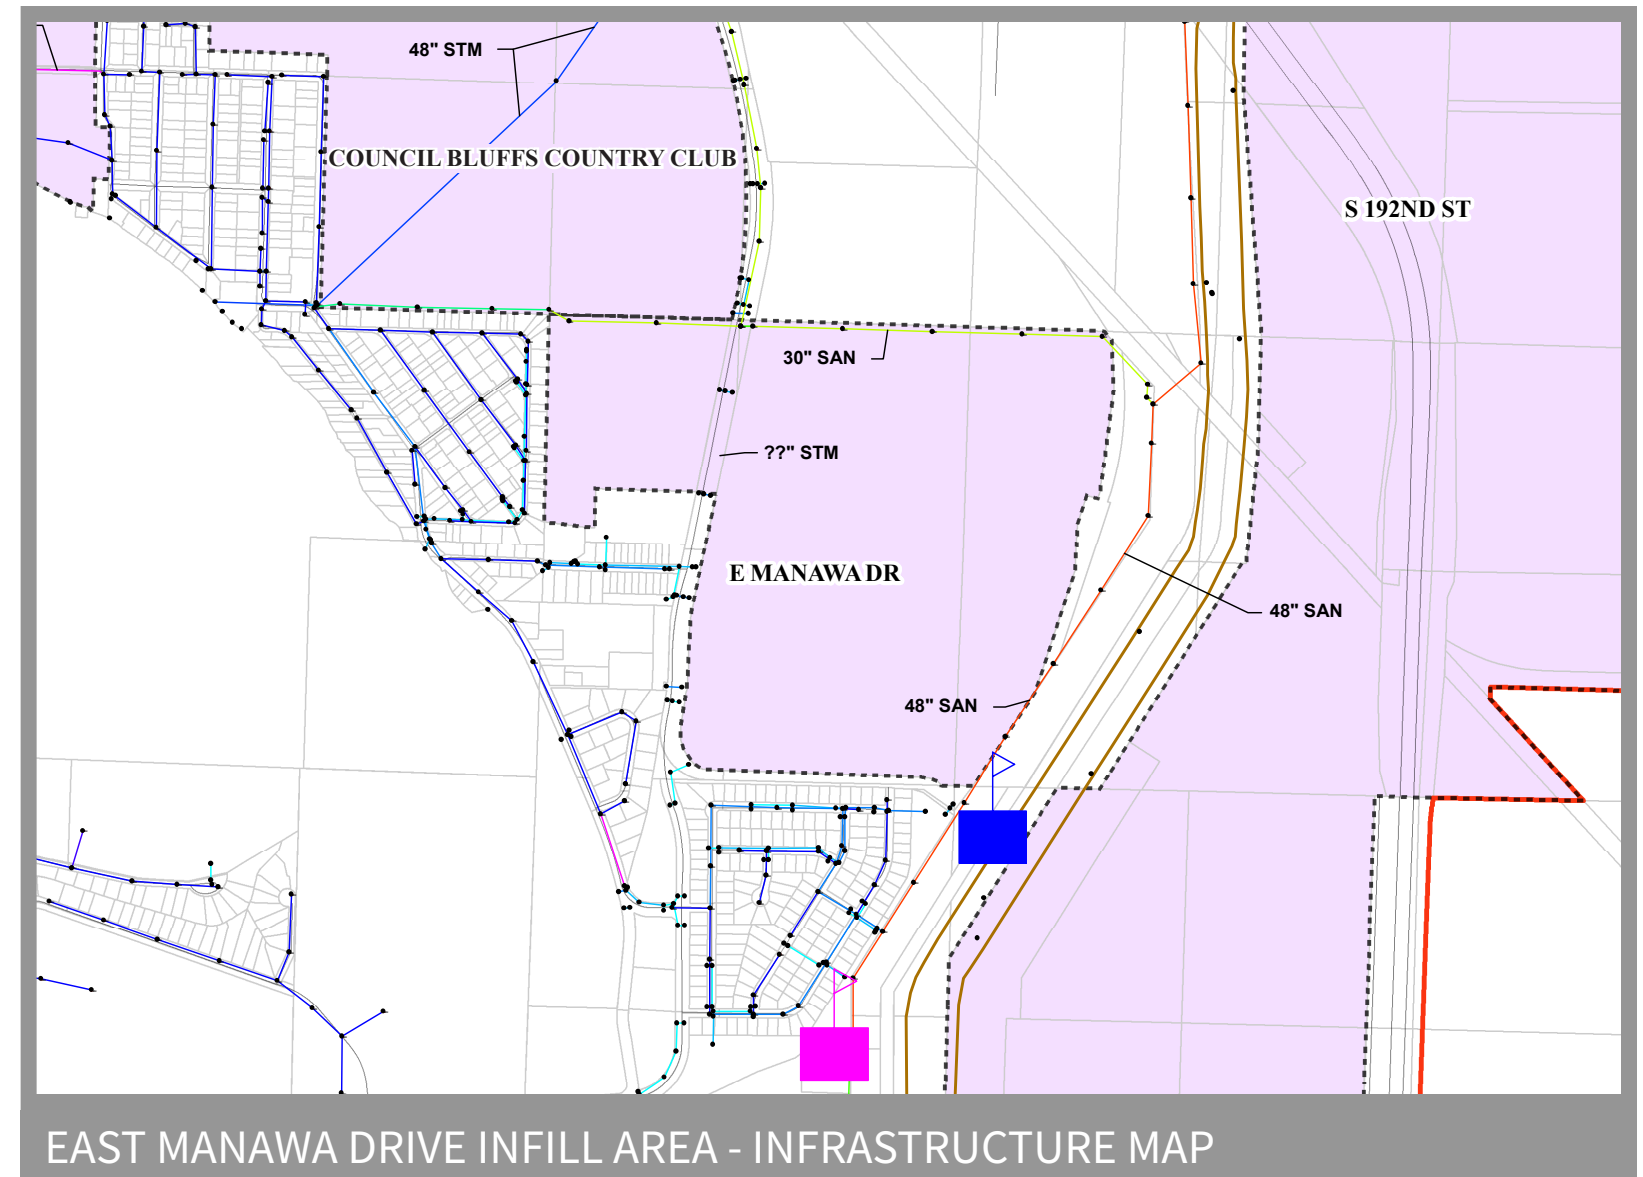 48" STM
COUNCIL BLUFFS COUNTRY CLUB
S 192ND ST
30" SAN
??" STM
E MANAWA DR
48" SAN
48" SAN
EAST MANAWA DRIVE INFILL AREA - INFRASTRUCTURE MAP